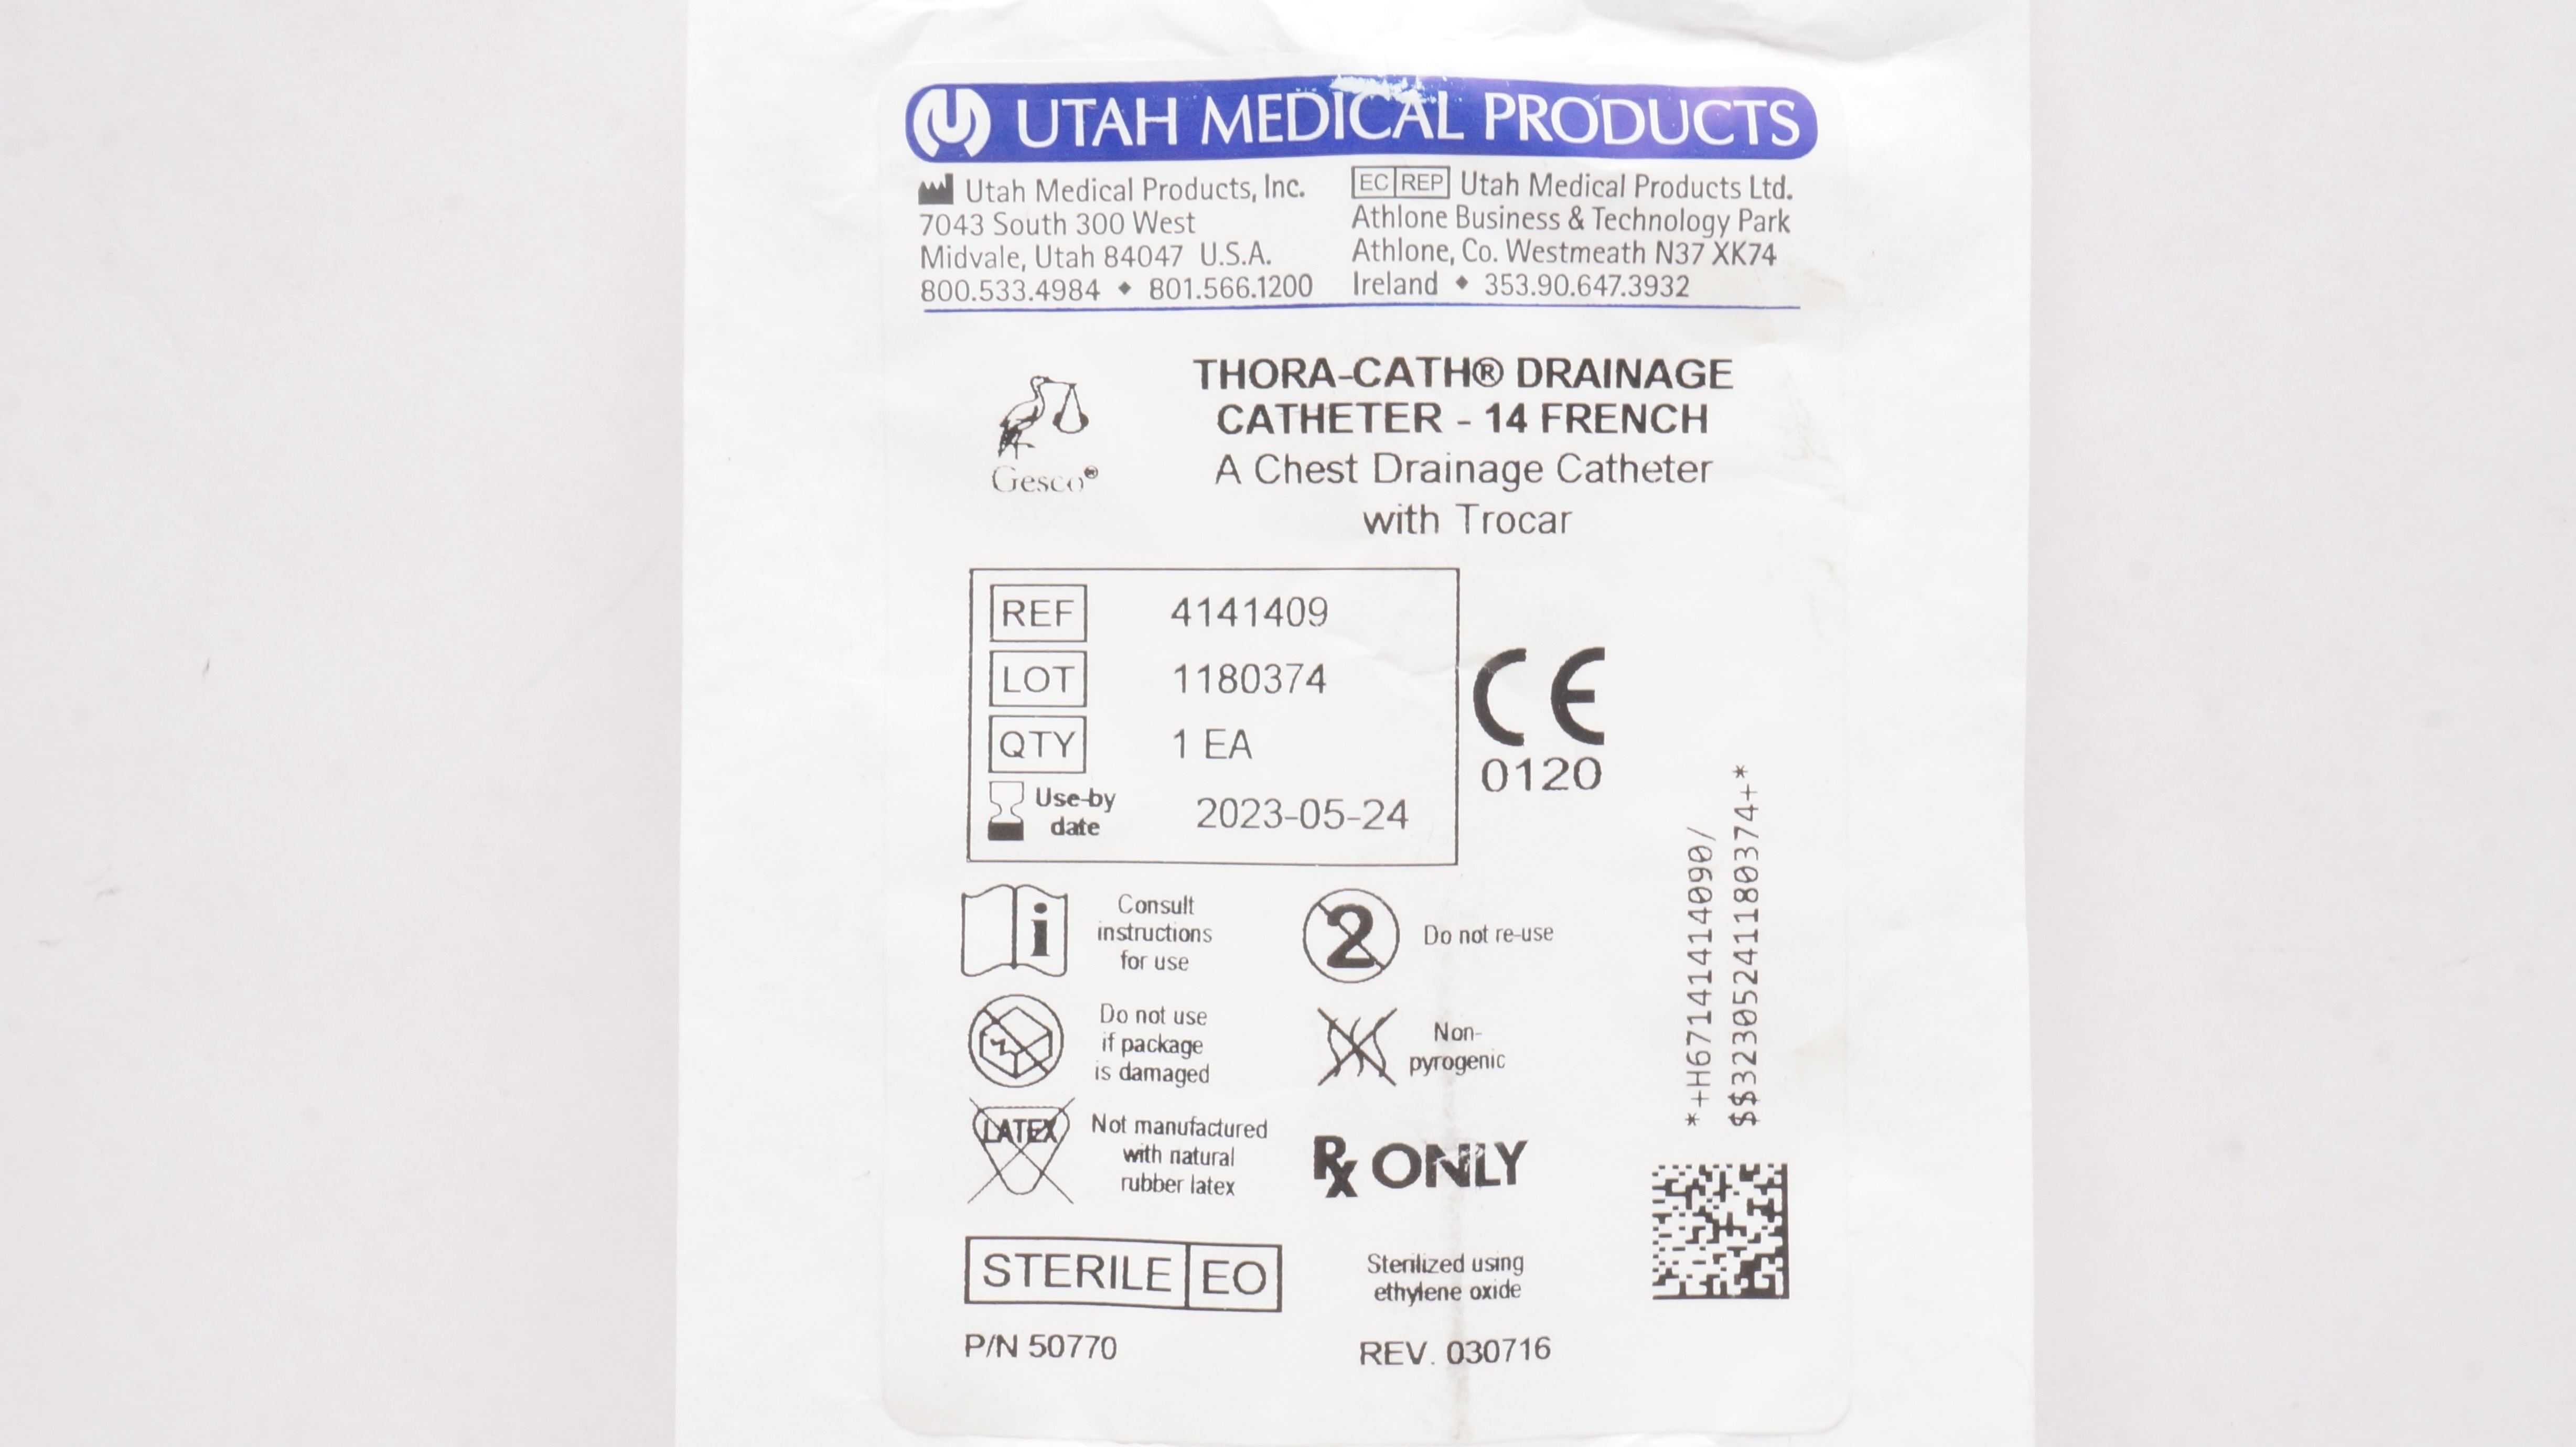 UTAH MEDICAL PRODUCTS
Utah Medical Products, Inc.
7043 South 300 West
Midvale, Utah 84047 U.S.A.
800.533.4984 ◆ 801.566.1200
EC REP Utah Medical Products Ltd.
Athlone Business & Technology Park
Athlone, Co. Westmeath N37 XK74
Ireland ◆ 353.90.647.3932
Gesco®
THORA-CATH® DRAINAGE
CATHETER - 14 FRENCH
A Chest Drainage Catheter
with Trocar
REF 4141409
LOT 1180374
QTY 1 EA
Use-by
date
2023-05-24
CE
0120
Consult
instructions
for use
2
Do not re-use
Do not use
if package
is damaged
Non-
pyrogenic
LATEX
Not manufactured
with natural
rubber latex
Rx ONLY
STERILE EO
Sterilized using
ethylene oxide
P/N 50770
REV. 030716
*+H67141414090/
$$32305241180374+*